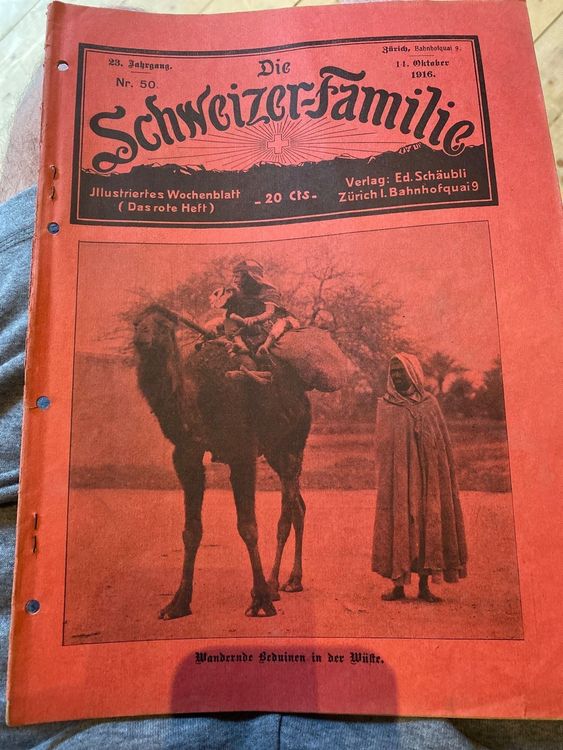 23. Jahrgang.
Nr. 50
Die
Zürich, Bahnhofquai 9.
14. Oktober
1916.
Schweizer=Familie
Jllustriertes Wochenblatt
(Das rote Heft)
- 20 Cts -
Verlag: Ed. Schäubli
Zürich I. Bahnhofquai 9
Wandernde Beduinen in der Wüste.